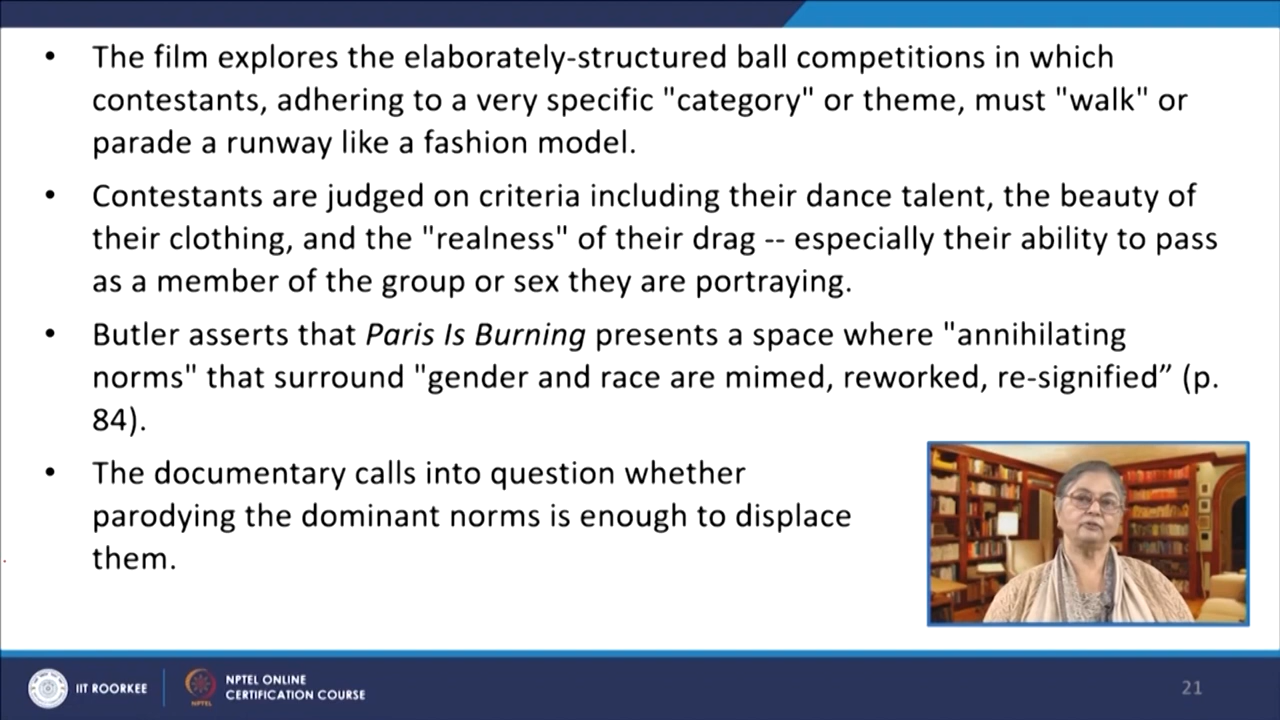 • The film explores the elaborately-structured ball competitions in which
contestants, adhering to a very specific "category" or theme, must "walk" or
parade a runway like a fashion model.
• Contestants are judged on criteria including their dance talent, the beauty of
their clothing, and the "realness" of their drag -- especially their ability to pass
as a member of the group or sex they are portraying.
• Butler asserts that Paris Is Burning presents a space where "annihilating
norms" that surround "gender and race are mimed, reworked, re-signified” (p.
84).
• The documentary calls into question whether
parodying the dominant norms is enough to displace
them.
IIT ROORKEE
NPTEL
NPTEL ONLINE
CERTIFICATION COURSE
21